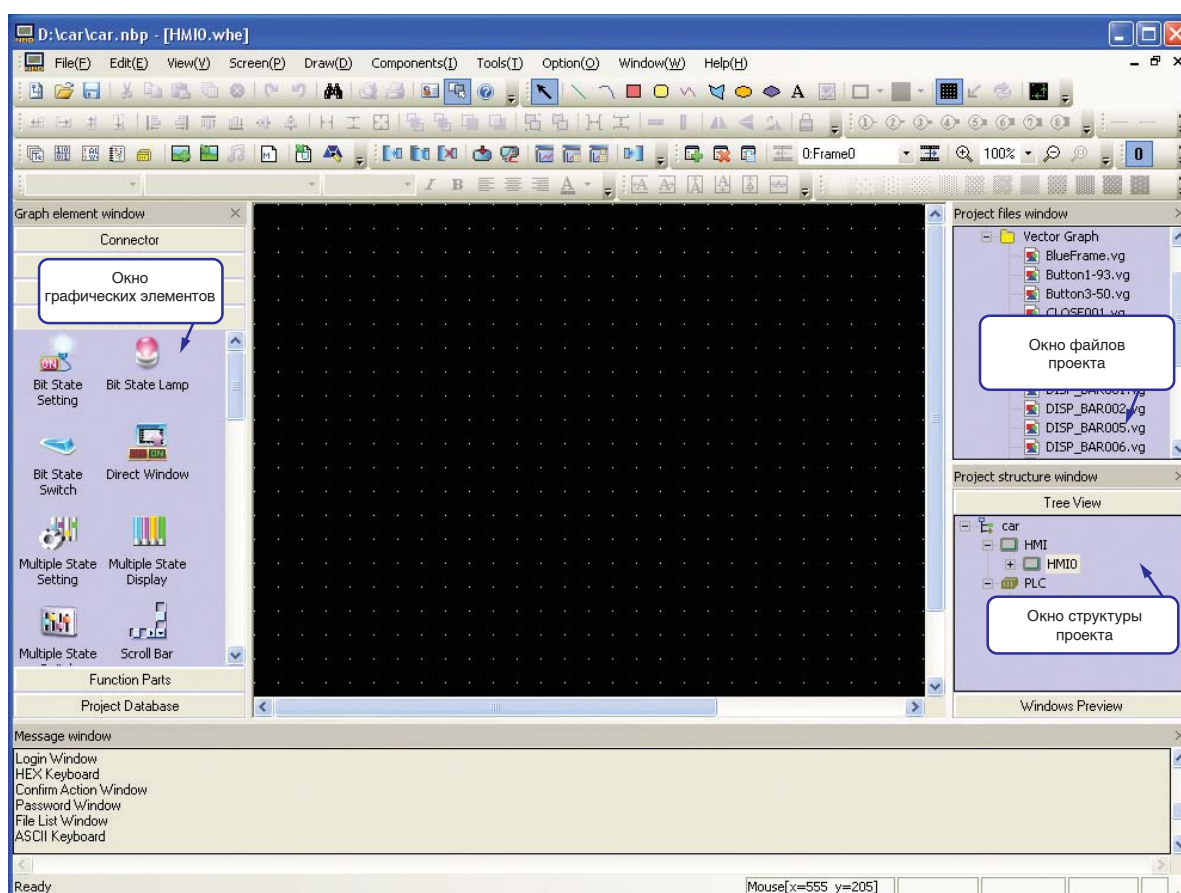 D:\car\car.nbp - [HMI0.whe]
File(F) Edit(E) View(V) Screen(P) Draw(D) Components(I) Tools(T) Option(O) Window(W) Help(H)
0:Frame0 100% 0
Graph element window
Connector
Окно
графических элементов
Bit State
Setting
Bit State Lamp
Bit State
Switch
Direct Window
Multiple State
Setting
Multiple State
Display
Multiple State
Scroll Bar
Function Parts
Project Database
Project files window
Vector Graph
BlueFrame.vg
Button1-93.vg
Button3-50.vg
CLOSE001.vg
Окно файлов
проекта
DISP_BAR001.vg
DISP_BAR002.vg
DISP_BAR005.vg
DISP_BAR006.vg
Project structure window
Tree View
car
HMI
HMI0
PLC
Окно структуры
проекта
Windows Preview
Message window
Login Window
HEX Keyboard
Confirm Action Window
Password Window
File List Window
ASCII Keyboard
Ready
Mouse[x=555 y=205]